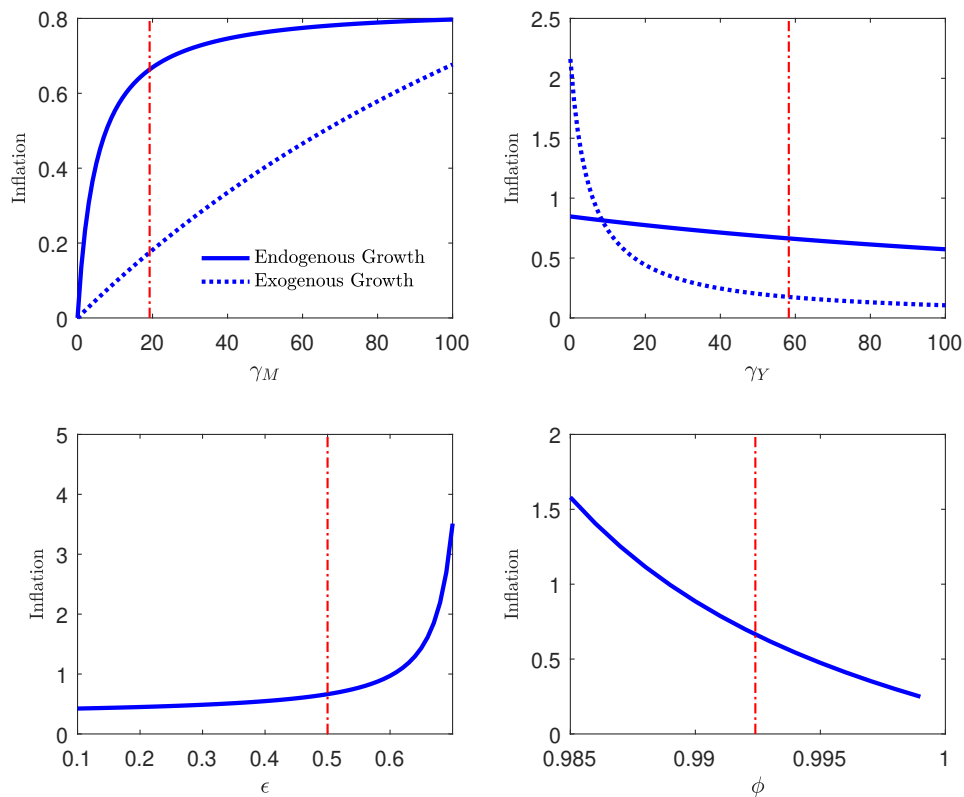 0.8
0.6
0.4
0.2
0
Inflation
0 20 40 60 80 100
γ_M
Endogenous Growth
Exogenous Growth
2.5
2
1.5
1
0.5
0
Inflation
0 20 40 60 80 100
γ_Y
5
4
3
2
1
0
Inflation
0.1 0.2 0.3 0.4 0.5 0.6
ϵ
2
1.5
1
0.5
0
Inflation
0.985 0.99 0.995 1
ϕ